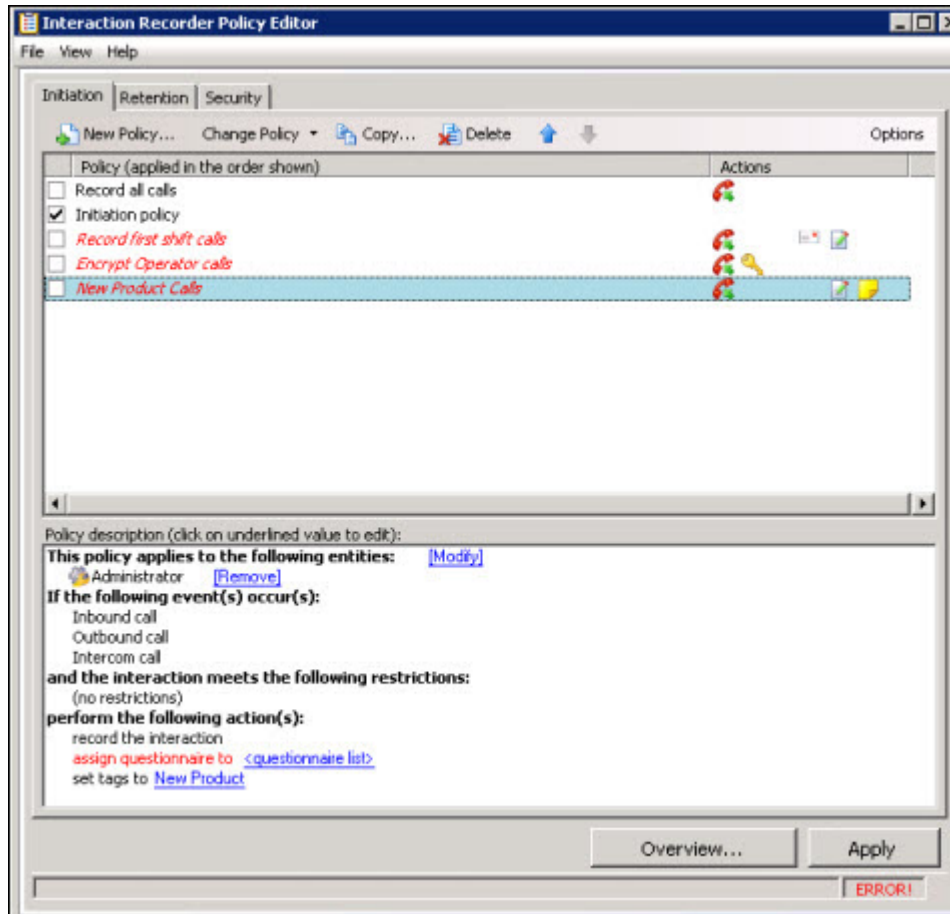 Interaction Recorder Policy Editor
File View Help
Initiation Retention Security
New Policy... Change Policy Copy... Delete Options
Policy (applied in the order shown) Actions
Record all calls
Initiation policy
Record first shift calls
Encrypt Operator calls
New Product Calls
Policy description (click on underlined value to edit):
This policy applies to the following entities: [Modify]
Administrator [Remove]
If the following event(s) occur(s):
Inbound call
Outbound call
Intercom call
and the interaction meets the following restrictions:
(no restrictions)
perform the following action(s):
record the interaction
assign questionnaire to <questionnaire list>
set tags to New Product
Overview... Apply
ERROR!